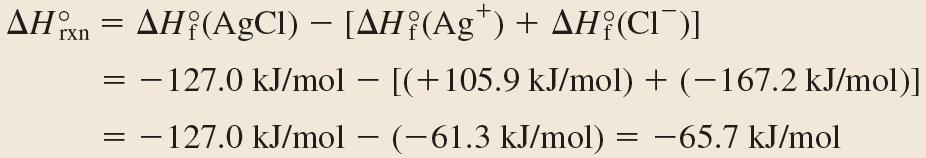 ΔH°rxn = ΔH°f(AgCl) − [ΔH°f(Ag⁺) + ΔH°f(Cl⁻)]
= −127.0 kJ/mol − [(+105.9 kJ/mol) + (−167.2 kJ/mol)]
= −127.0 kJ/mol − (−61.3 kJ/mol) = −65.7 kJ/mol